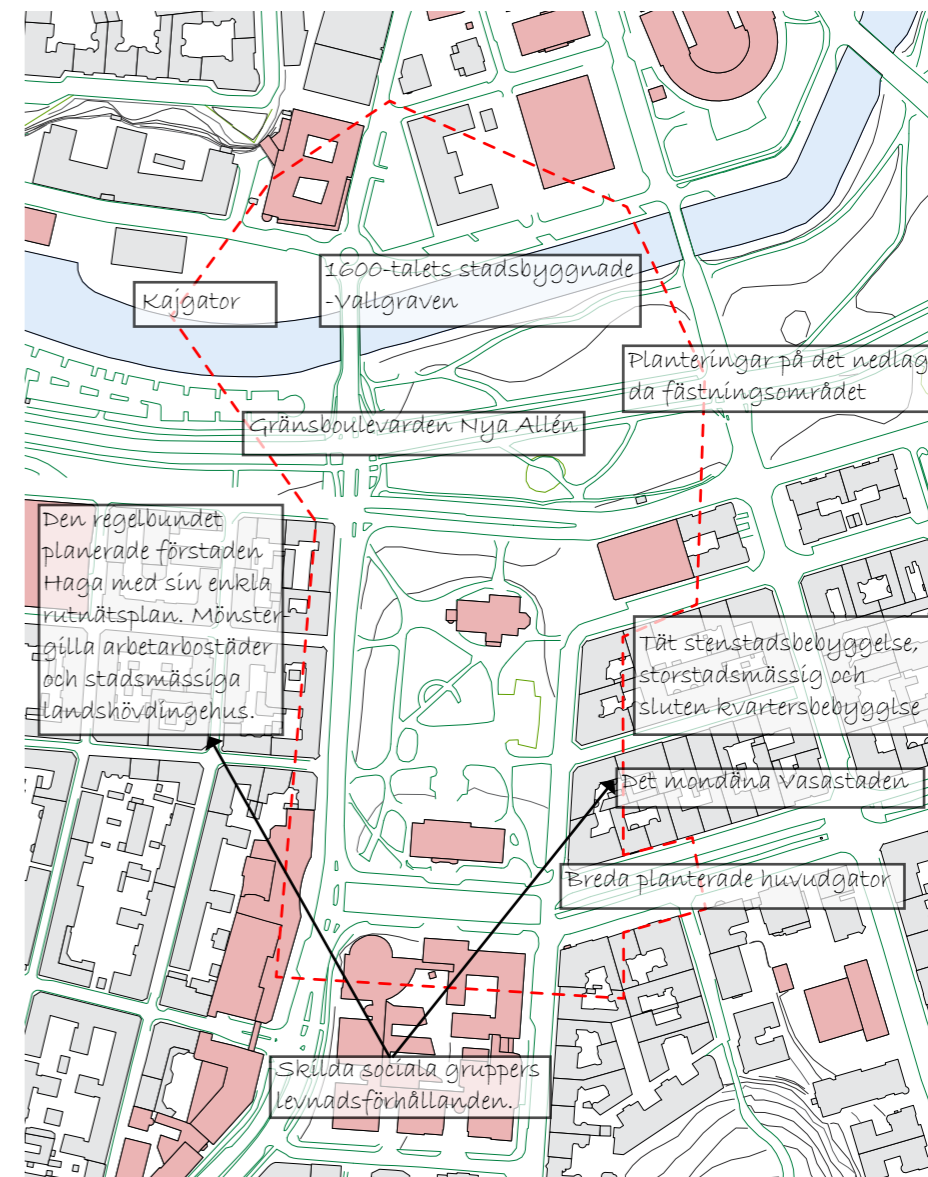 1600-talets stadsbyggnade
-Vallgraven
Kajgator
Planteringar på det nedlag
da fästningsområdet
Gränsboulevarden Nya Allén
Den regelbundet
planerade förstaden
Haga med sin enkla
rutnätsplan. Mönster-
gilla arbetarbostäder
och stadsmässiga
landshövdingehus.
Tät stenstadsbebyggelse,
storstadsmässig och
sluten kvartersbebygglse
Det mondäna Vasastaden
Breda planterade huvudgator
Skilda sociala gruppers
levnadsförhållanden.